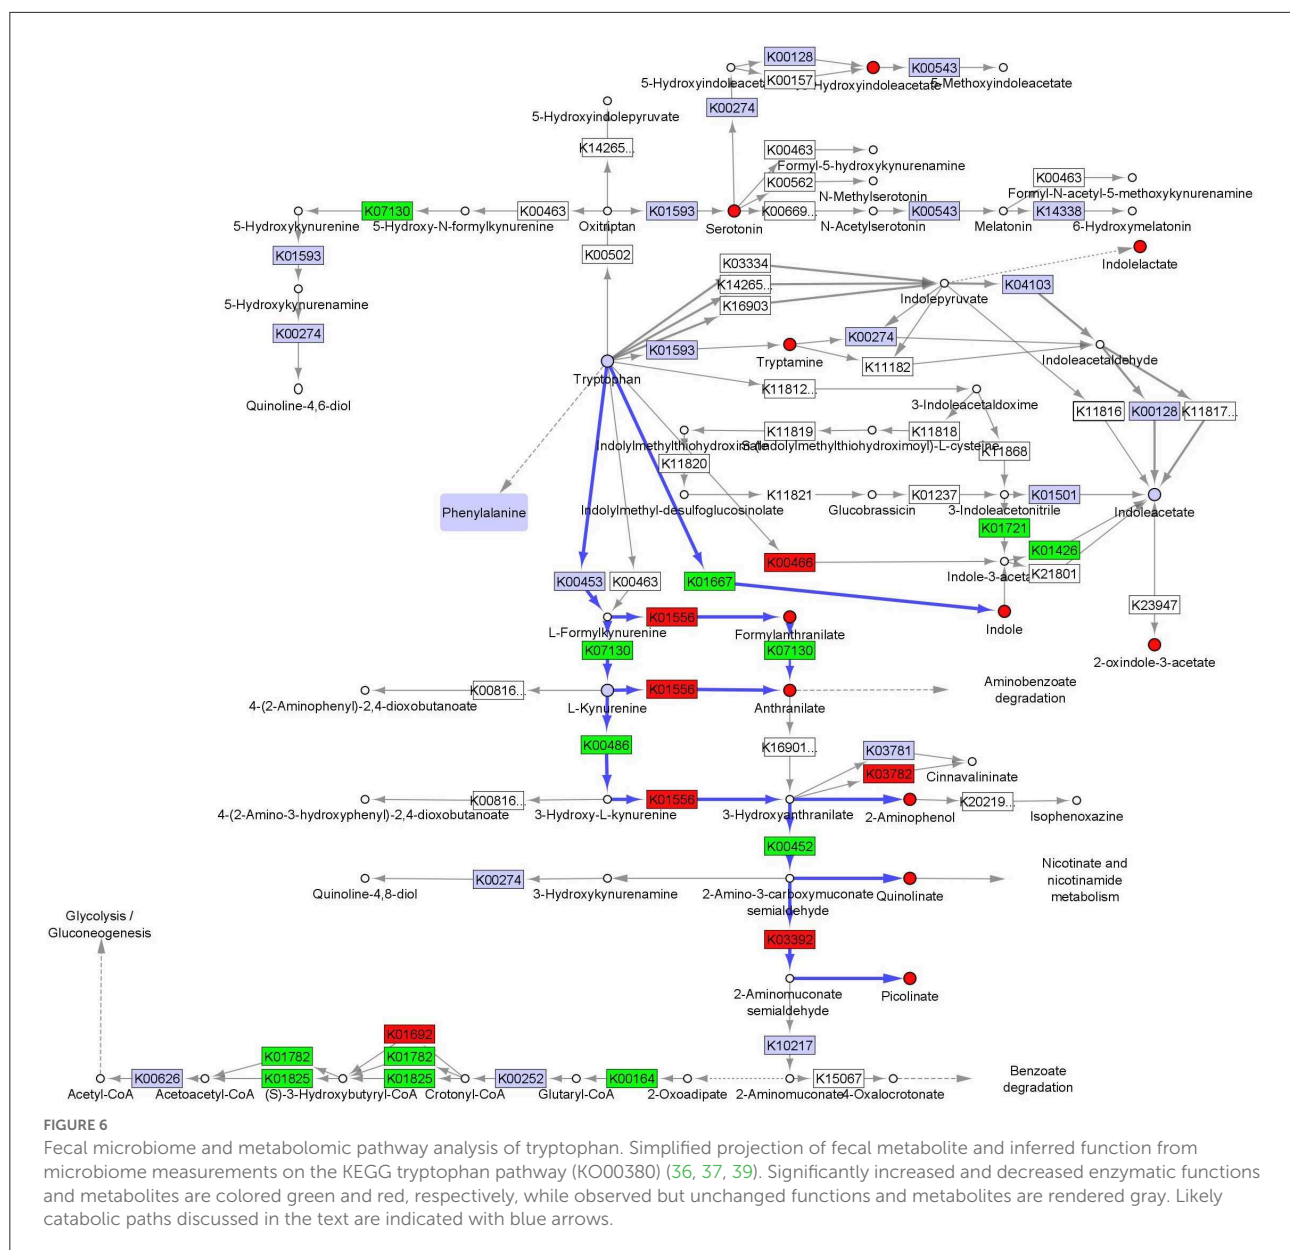 K00128
5-Hydroxyindoleacet
K00157
Hydroxyindoleacetate
K00543
5-Methoxyindoleacetate
K00274
5-Hydroxyindolepyruvate
K14265...
K00463
Formyl-5-hydroxykynurenamine
K00562
N-Methylserotonin
K00463
Formyl-N-acetyl-5-methoxykynurenamine
K07130
K00463
K01593
K00669...
K00543
K14338
5-Hydroxykynurenine
5-Hydroxy-N-formylkynurenine
Oxitriptan
Serotonin
N-Acetylserotonin
Melatonin
6-Hydroxymelatonin
K01593
K00502
K03334
Indolelactate
K14265...
K04103
5-Hydroxykynurenamine
Indolepyruvate
K16903
K00274
K01593
K00274
Tryptamine
Indoleacetaldehyde
K11182
Tryptophan
Quinoline-4,6-diol
K11812...
3-Indoleacetaldoxime
K11816
K00128
K11817...
K11819
K11818
Indolylmethylthiohydroximate
S-(Indolylmethylthiohydroximoyl)-L-cysteine
K11868
K11820
Phenylalanine
K11821
K01237
K01501
Indolylmethyl-desulfoglucosinolate
Glucobrassicin
3-Indoleacetonitrile
Indoleacetate
K01721
K01426
K00466
Indole-3-aceta
K21801
K00453
K00463
K01667
K23947
K01556
L-Formylkynurenine
Formylanthranilate
Indole
K07130
K07130
2-oxindole-3-acetate
K00816...
K01556
Aminobenzoate
degradation
4-(2-Aminophenyl)-2,4-dioxobutanoate
L-Kynurenine
Anthranilate
K00486
K16901...
K03781
K03782
Cinnavalininate
K00816...
K01556
K20219...
4-(2-Amino-3-hydroxyphenyl)-2,4-dioxobutanoate
3-Hydroxy-L-kynurenine
3-Hydroxyanthranilate
2-Aminophenol
Isophenoxazine
K00452
K00274
Nicotinate and
nicotinamide
metabolism
Quinoline-4,8-diol
3-Hydroxykynurenamine
2-Amino-3-carboxymuconate
semialdehyde
Quinolinate
Glycolysis /
Gluconeogenesis
K03392
2-Aminomuconate
semialdehyde
Picolinate
K01692
K10217
K01782
K01782
K00626
K01825
K01825
K00252
K00164
K15067
Benzoate
degradation
Acetyl-CoA
Acetoacetyl-CoA
(S)-3-Hydroxybutyryl-CoA
Crotonyl-CoA
Glutaryl-CoA
2-Oxoadipate
2-Aminomuconate
4-Oxalocrotonate
FIGURE 6
Fecal microbiome and metabolomic pathway analysis of tryptophan. Simplified projection of fecal metabolite and inferred function from
microbiome measurements on the KEGG tryptophan pathway (KO00380) (36, 37, 39). Significantly increased and decreased enzymatic functions
and metabolites are colored green and red, respectively, while observed but unchanged functions and metabolites are rendered gray. Likely
catabolic paths discussed in the text are indicated with blue arrows.